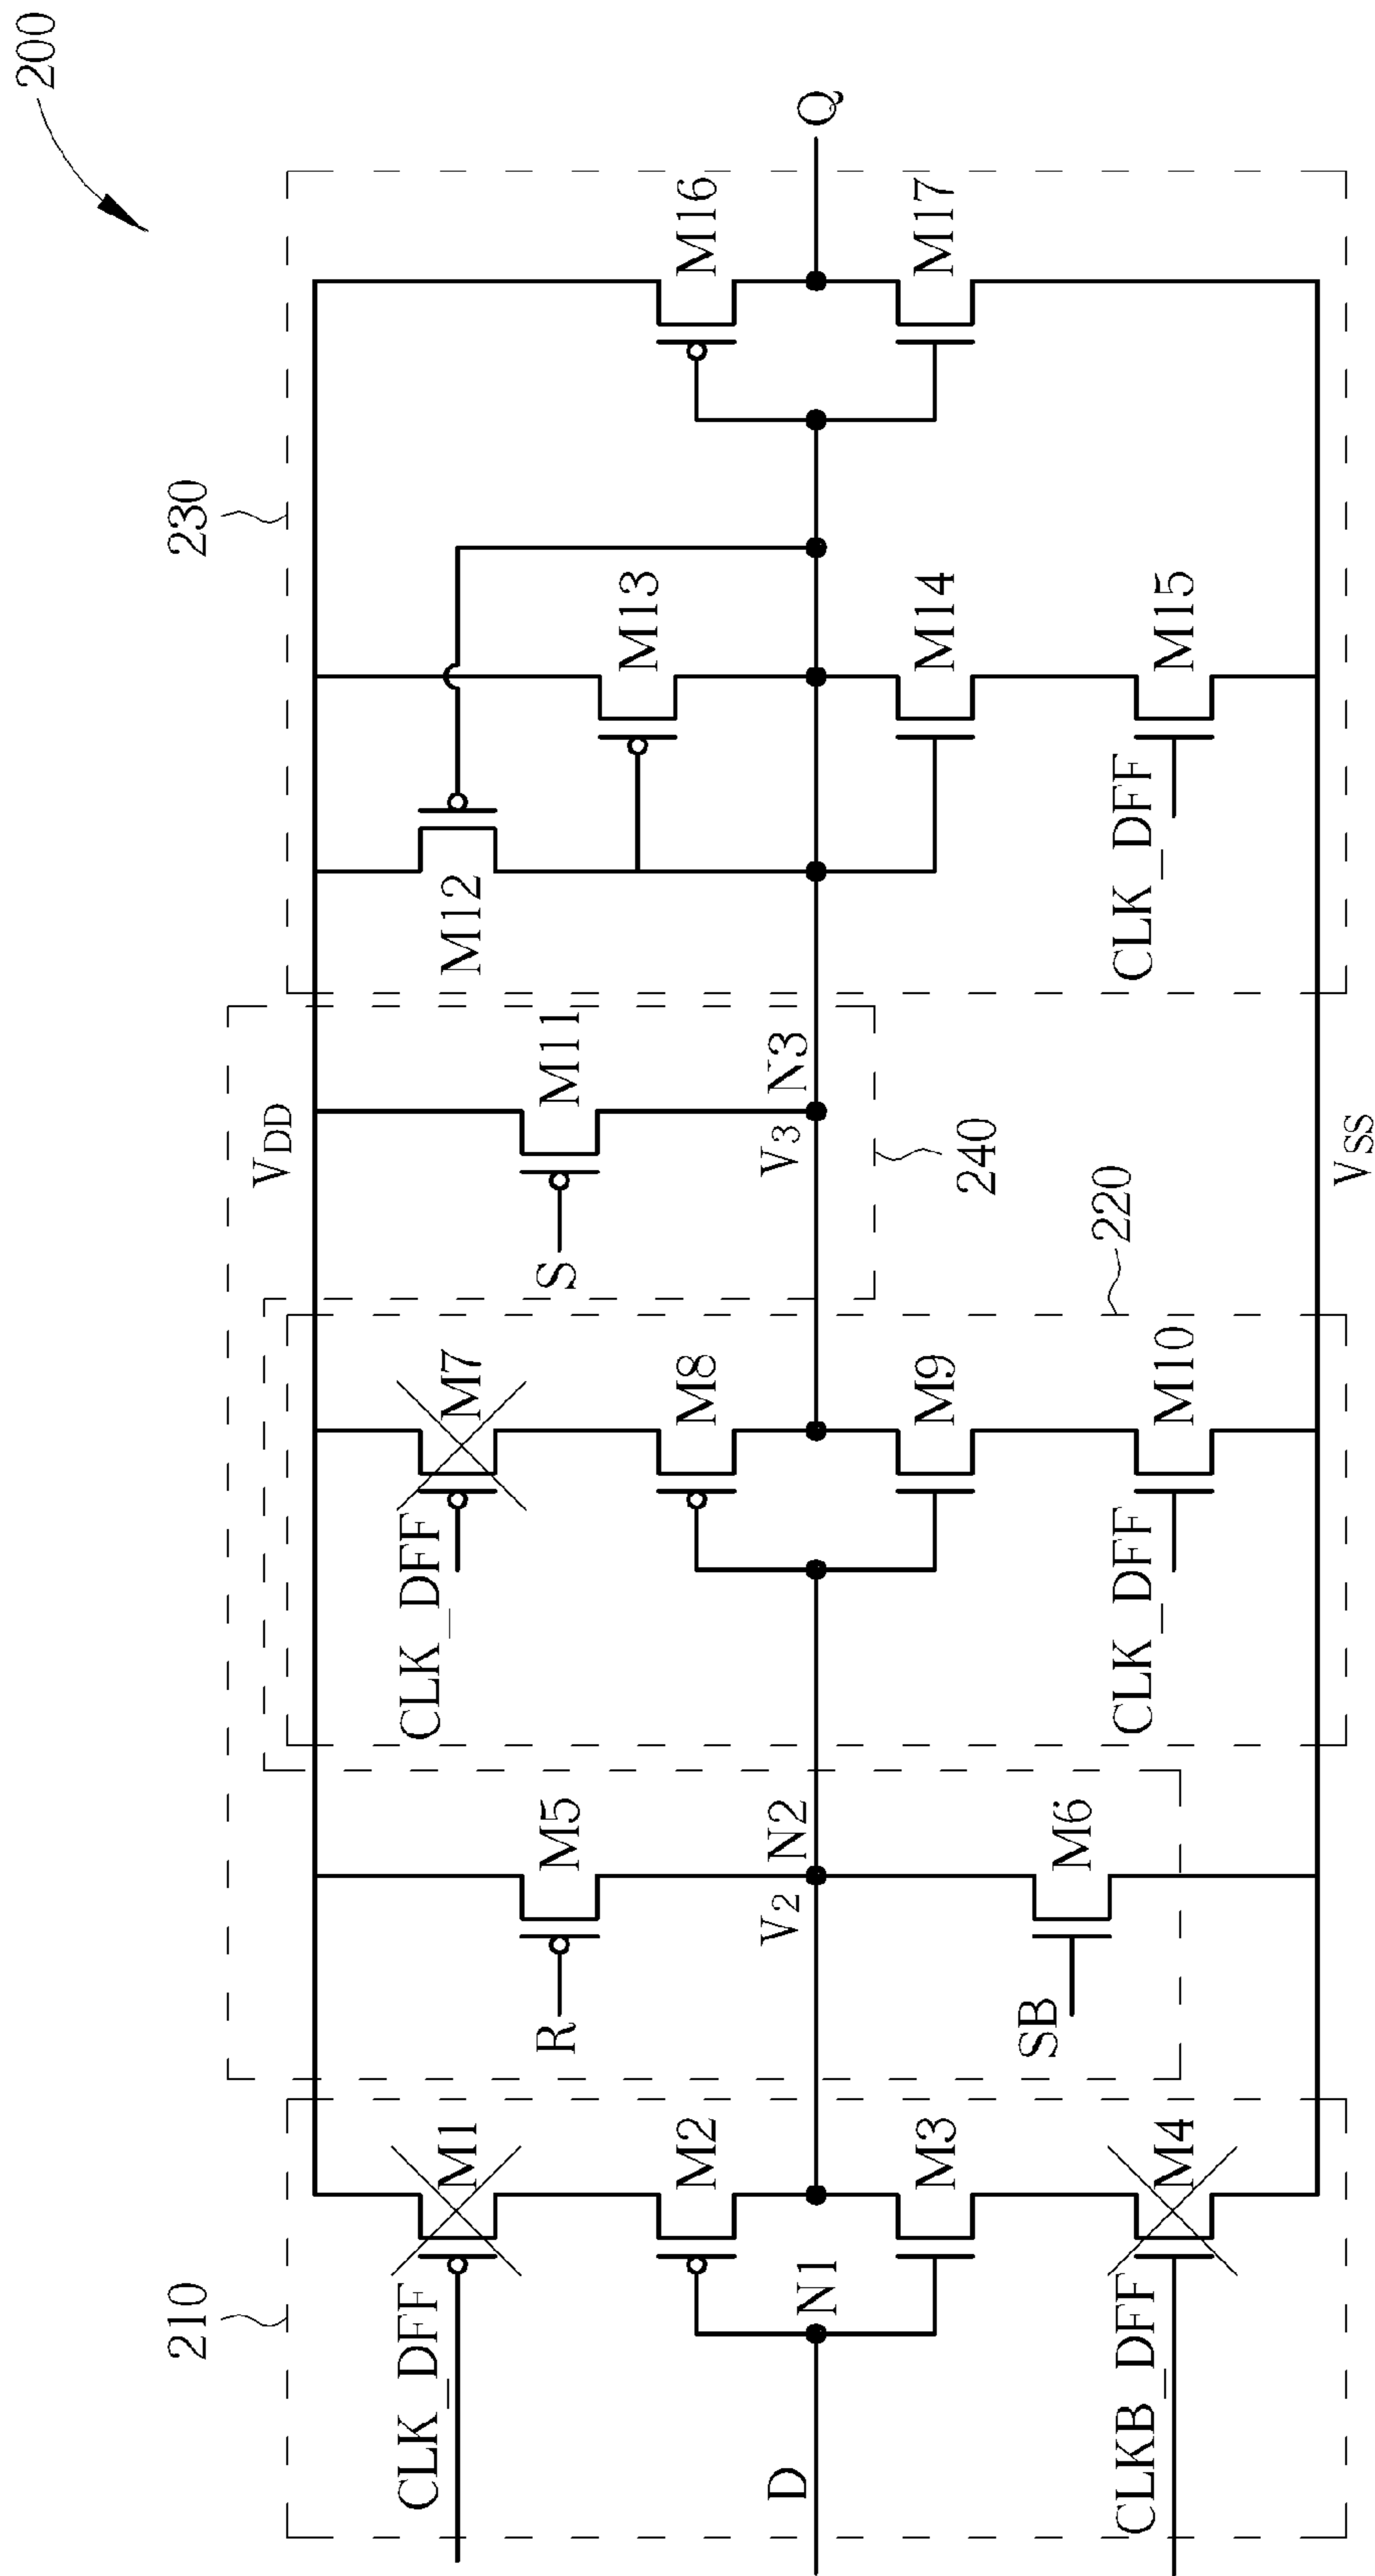 200
230
210
220
240
VDD
VSS
CLK_DFF
M1
M2
M3
M4
CLKB_DFF
D
N1
R
M5
V2
N2
SB
M6
CLK_DFF
M7
M8
M9
M10
CLK_DFF
S
M11
V3
N3
M12
M13
M14
M15
CLK_DFF
M16
M17
Q